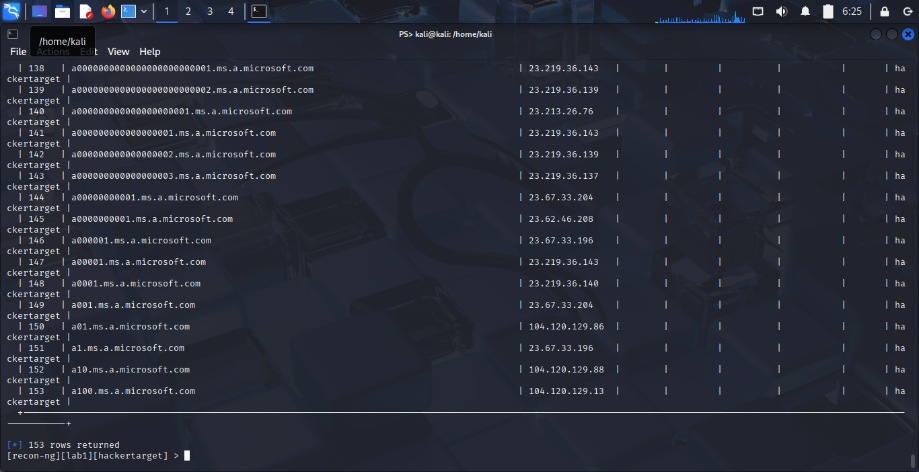 1 2 3 4 6:25
/home/kali
PS> kali@kali: /home/kali
File Actions Edit View Help
| 138 | a0000000000000000000000001.ms.a.microsoft.com | 23.219.36.143 | | | | | ha
ckertarget |
| 139 | a0000000000000000000000002.ms.a.microsoft.com | 23.219.36.139 | | | | | ha
ckertarget |
| 140 | a000000000000000000001.ms.a.microsoft.com | 23.213.26.76 | | | | | ha
ckertarget |
| 141 | a000000000000000001.ms.a.microsoft.com | 23.219.36.143 | | | | | ha
ckertarget |
| 142 | a000000000000000002.ms.a.microsoft.com | 23.219.36.139 | | | | | ha
ckertarget |
| 143 | a000000000000000003.ms.a.microsoft.com | 23.219.36.137 | | | | | ha
ckertarget |
| 144 | a00000000001.ms.a.microsoft.com | 23.67.33.204 | | | | | ha
ckertarget |
| 145 | a0000000001.ms.a.microsoft.com | 23.62.46.208 | | | | | ha
ckertarget |
| 146 | a000001.ms.a.microsoft.com | 23.67.33.196 | | | | | ha
ckertarget |
| 147 | a00001.ms.a.microsoft.com | 23.219.36.143 | | | | | ha
ckertarget |
| 148 | a0001.ms.a.microsoft.com | 23.219.36.140 | | | | | ha
ckertarget |
| 149 | a001.ms.a.microsoft.com | 23.67.33.204 | | | | | ha
ckertarget |
| 150 | a01.ms.a.microsoft.com | 104.120.129.86 | | | | | ha
ckertarget |
| 151 | a1.ms.a.microsoft.com | 23.67.33.196 | | | | | ha
ckertarget |
| 152 | a10.ms.a.microsoft.com | 104.120.129.88 | | | | | ha
ckertarget |
| 153 | a100.ms.a.microsoft.com | 104.120.129.13 | | | | | ha
ckertarget |
[*] 153 rows returned
[recon-ng][lab1][hackertarget] >